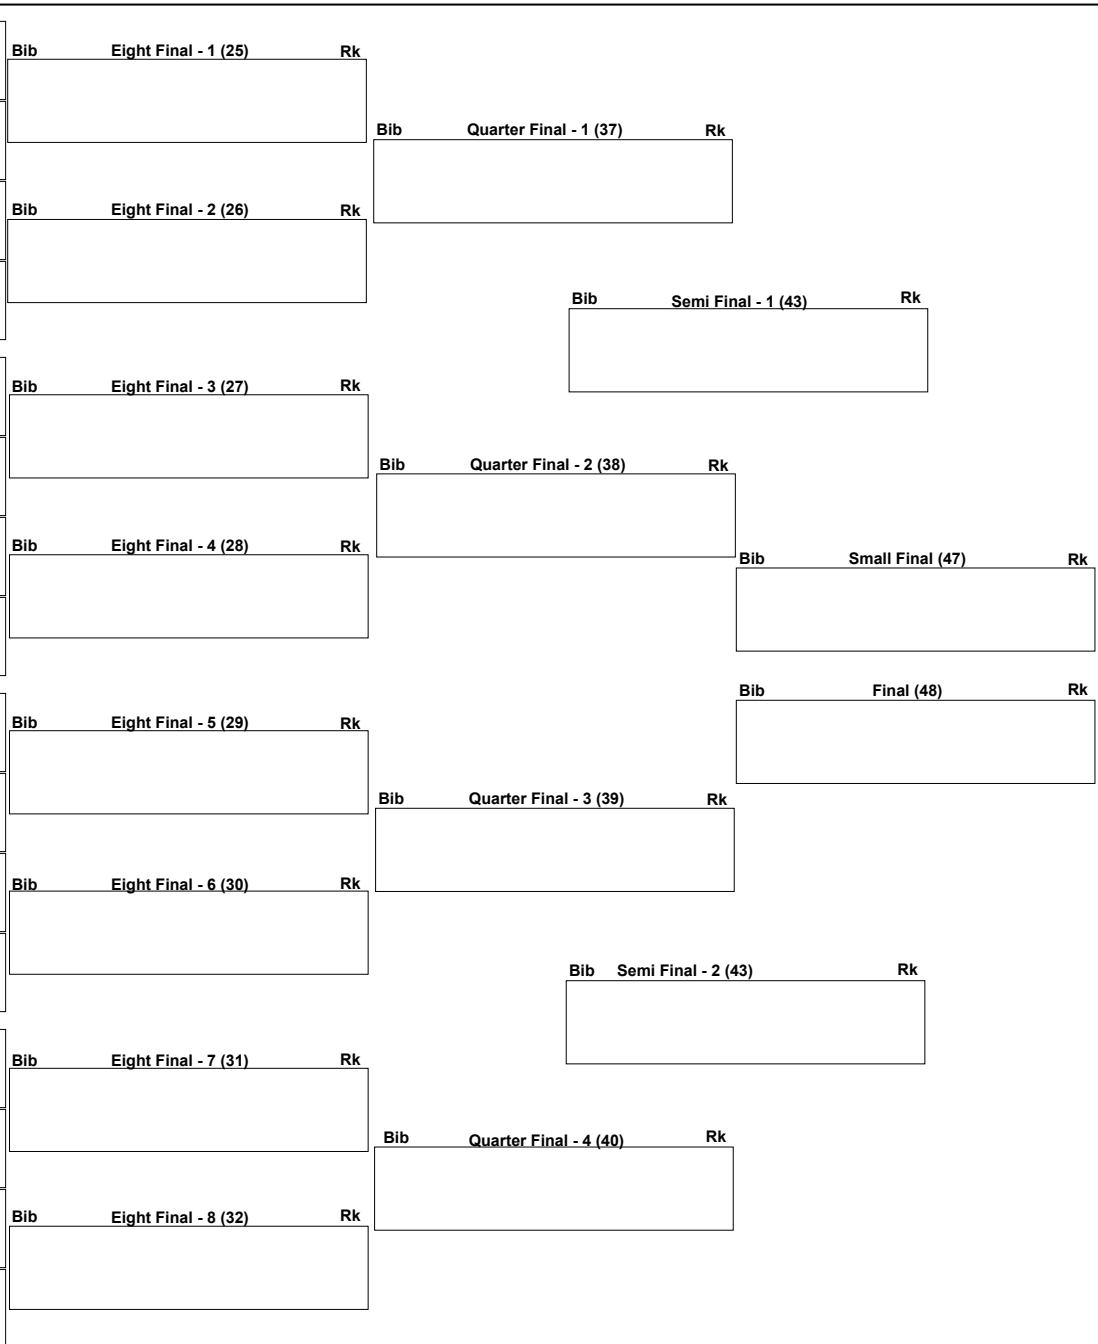 Bib Eight Final - 1 (25) Rk
Bib Quarter Final - 1 (37) Rk
Bib Eight Final - 2 (26) Rk
Bib Semi Final - 1 (43) Rk
Bib Eight Final - 3 (27) Rk
Bib Quarter Final - 2 (38) Rk
Bib Eight Final - 4 (28) Rk
Bib Small Final (47) Rk
Bib Final (48) Rk
Bib Eight Final - 5 (29) Rk
Bib Quarter Final - 3 (39) Rk
Bib Eight Final - 6 (30) Rk
Bib Semi Final - 2 (43) Rk
Bib Eight Final - 7 (31) Rk
Bib Quarter Final - 4 (40) Rk
Bib Eight Final - 8 (32) Rk